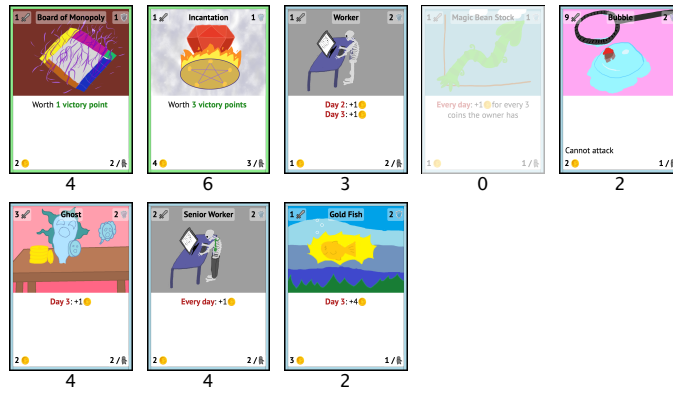 1 Board of Monopoly 1
Worth 1 victory point
2 2/
4
1 Incantation 1
Worth 3 victory points
4 3/
6
1 Worker 2
Day 2: +1
Day 3: +1
1 2/
3
1 Magic Bean Stock 1
Every day: +1 for every 3
coins the owner has
1 1/
0
9 Bubble 2
Cannot attack
2 1/
2
3 Ghost 2
Day 3: +1
2 2/
4
2 Senior Worker 2
Every day: +1
2 2/
4
1 Gold Fish 2
Day 3: +4
3 1/
2